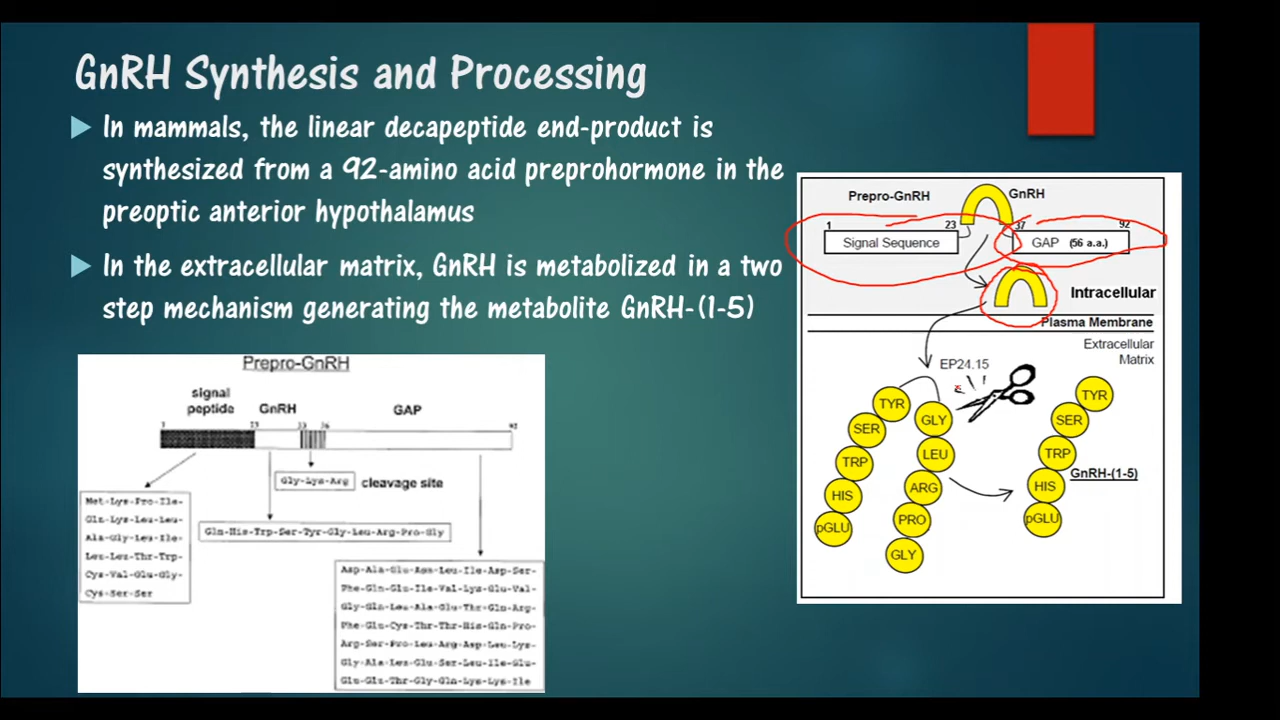 GnRH Synthesis and Processing
In mammals, the linear decapeptide end-product is
synthesized from a 92-amino acid preprohormone in the
preoptic anterior hypothalamus
In the extracellular matrix, GnRH is metabolized in a two
step mechanism generating the metabolite GnRH-(1-5)
Prepro-GnRH
signal
peptide
GnRH
GAP
1
23
33
36
92
Gly-Lys-Arg
cleavage site
Gln-His-Trp-Ser-Tyr-Gly-Leu-Arg-Pro-Gly
Met-Lys-Pro-Ile-
Gln-Lys-Leu-Leu-
Ala-Gly-Leu-Ile-
Leu-Leu-Thr-Trp-
Cys-Val-Glu-Gly-
Cys-Ser-Ser
Asp-Ala-Glu-Asn-Leu-Ile-Asp-Ser-
Phe-Gln-Glu-Ile-Val-Lys-Glu-Val-
Gly-Gln-Leu-Ala-Glu-Thr-Gln-Arg-
Phe-Glu-Cys-Thr-Thr-His-Gln-Pro-
Arg-Ser-Pro-Leu-Arg-Asp-Leu-Lys-
Gly-Ala-Leu-Glu-Ser-Leu-Ile-Glu-
Glu-Glu-Thr-Gly-Gln-Lys-Lys-Ile
Prepro-GnRH
GnRH
1
23
37
92
Signal Sequence
GAP (56 a.a.)
Intracellular
Plasma Membrane
Extracellular
Matrix
EP24.15
TYR
SER
TRP
HIS
pGLU
GLY
LEU
ARG
PRO
GLY
TYR
SER
TRP
HIS
pGLU
GnRH-(1-5)